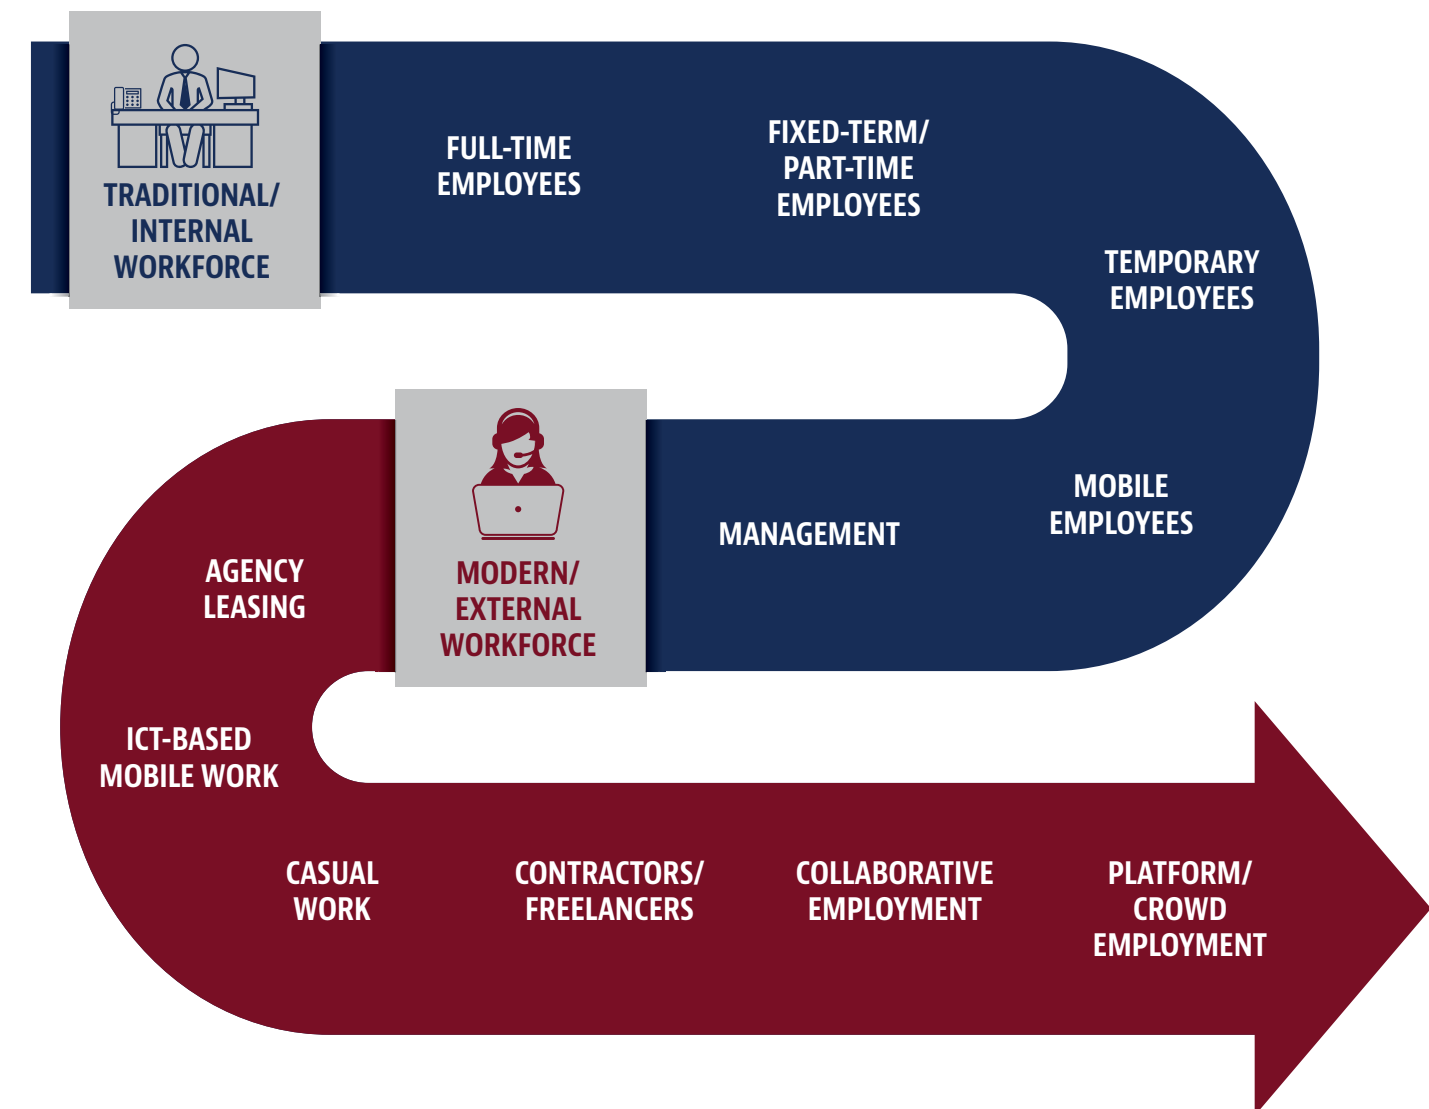 TRADITIONAL/
INTERNAL
WORKFORCE
FULL-TIME
EMPLOYEES
FIXED-TERM/
PART-TIME
EMPLOYEES
TEMPORARY
EMPLOYEES
MOBILE
EMPLOYEES
MANAGEMENT
MODERN/
EXTERNAL
WORKFORCE
AGENCY
LEASING
ICT-BASED
MOBILE WORK
CASUAL
WORK
CONTRACTORS/
FREELANCERS
COLLABORATIVE
EMPLOYMENT
PLATFORM/
CROWD
EMPLOYMENT